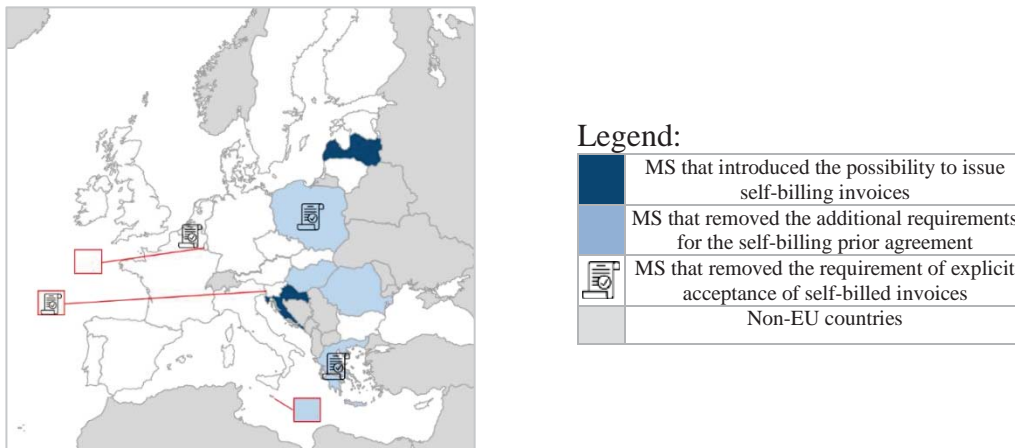 Legend:
MS that introduced the possibility to issue
self-billing invoices
MS that removed the additional requirements
for the self-billing prior agreement
MS that removed the requirement of explicit
acceptance of self-billed invoices
Non-EU countries